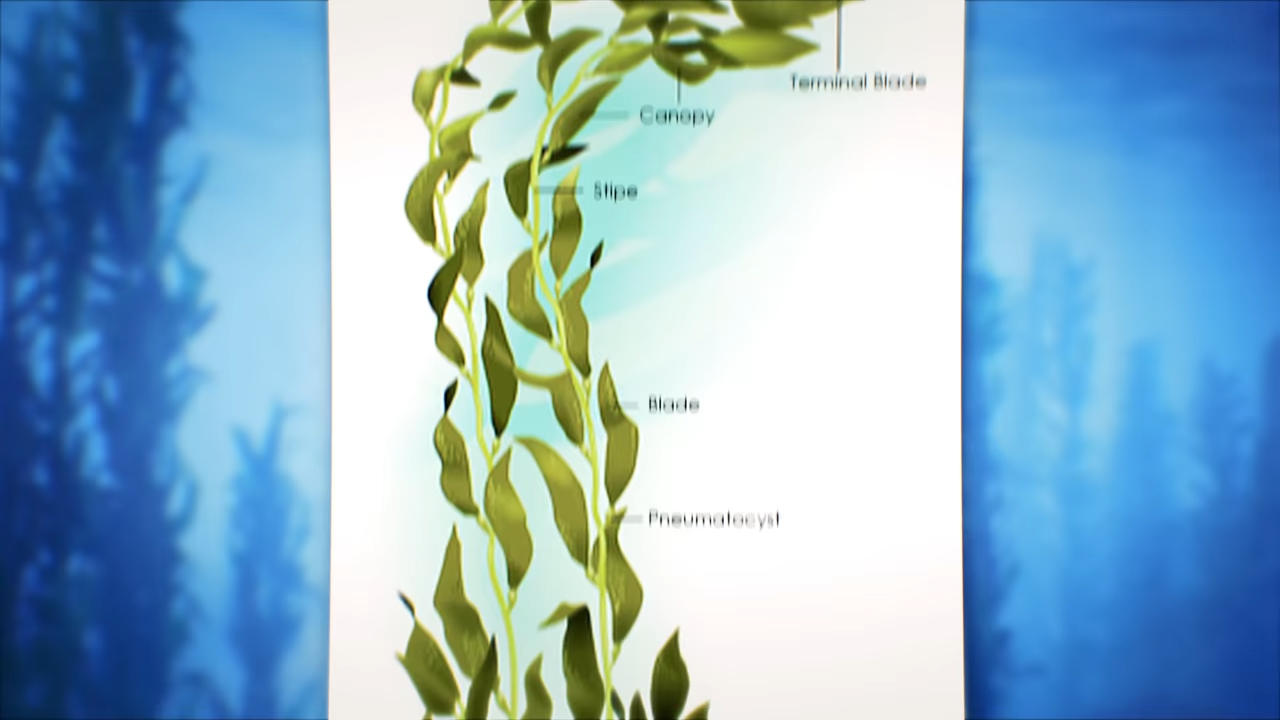 Terminal Blade
Canopy
Stipe
Blade
Pneumatocyst